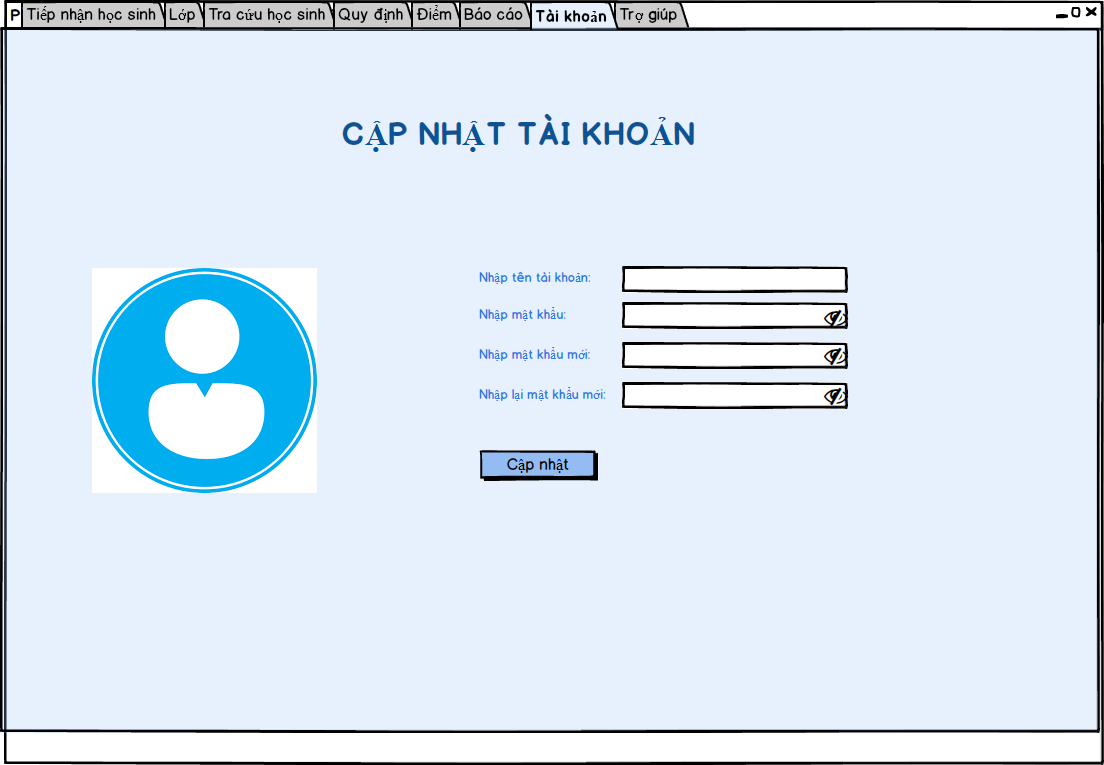 P Tiếp nhận học sinh Lớp Tra cứu học sinh Quy định Điểm Báo cáo Tài khoản Trợ giúp
CẬP NHẬT TÀI KHOẢN
Nhập tên tài khoản:
Nhập mật khẩu:
Nhập mật khẩu mới:
Nhập lại mật khẩu mới:
Cập nhật